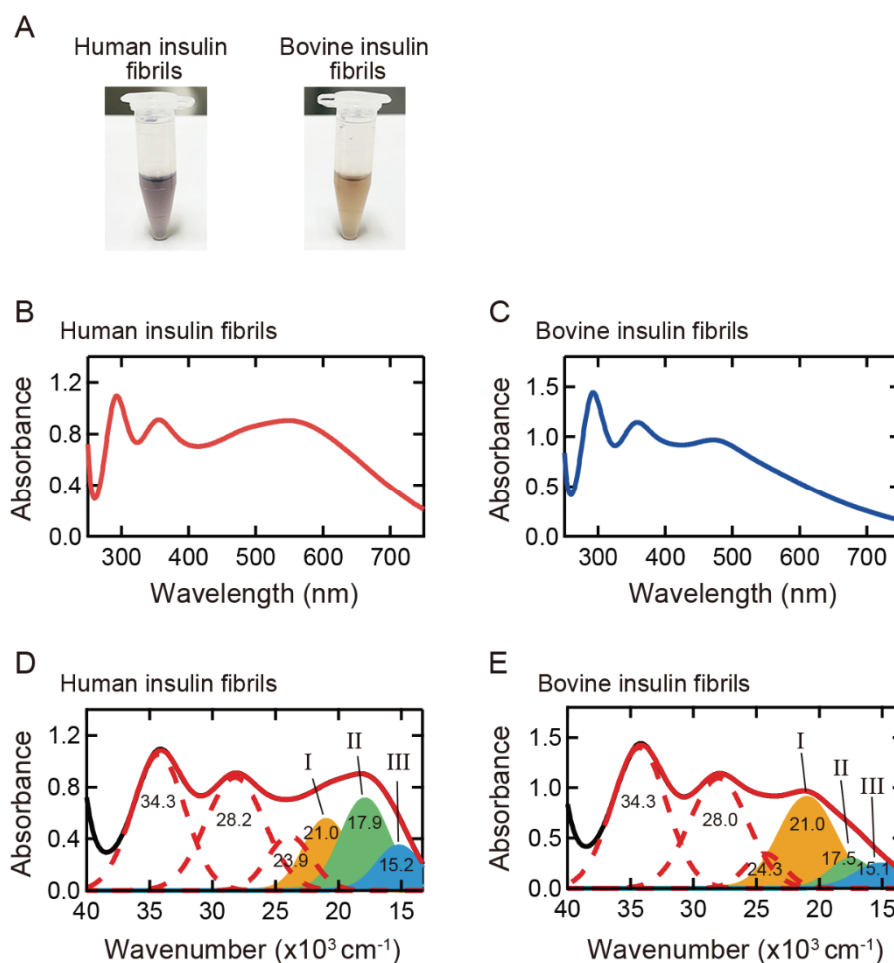 A
Human insulin
fibrils
Bovine insulin
fibrils
B
Human insulin fibrils
Absorbance
1.2
0.8
0.4
0.0
300 400 500 600 700
Wavelength (nm)
C
Bovine insulin fibrils
Absorbance
1.5
1.0
0.5
0.0
300 400 500 600 700
Wavelength (nm)
D
Human insulin fibrils
Absorbance
1.2
0.8
0.4
0.0
I
II
III
34.3
28.2
23.9
21.0
17.9
15.2
40 35 30 25 20 15
Wavenumber (x10³ cm⁻¹)
E
Bovine insulin fibrils
Absorbance
1.5
1.0
0.5
0.0
I
II
III
34.3
28.0
24.3
21.0
17.5
15.1
40 35 30 25 20 15
Wavenumber (x10³ cm⁻¹)